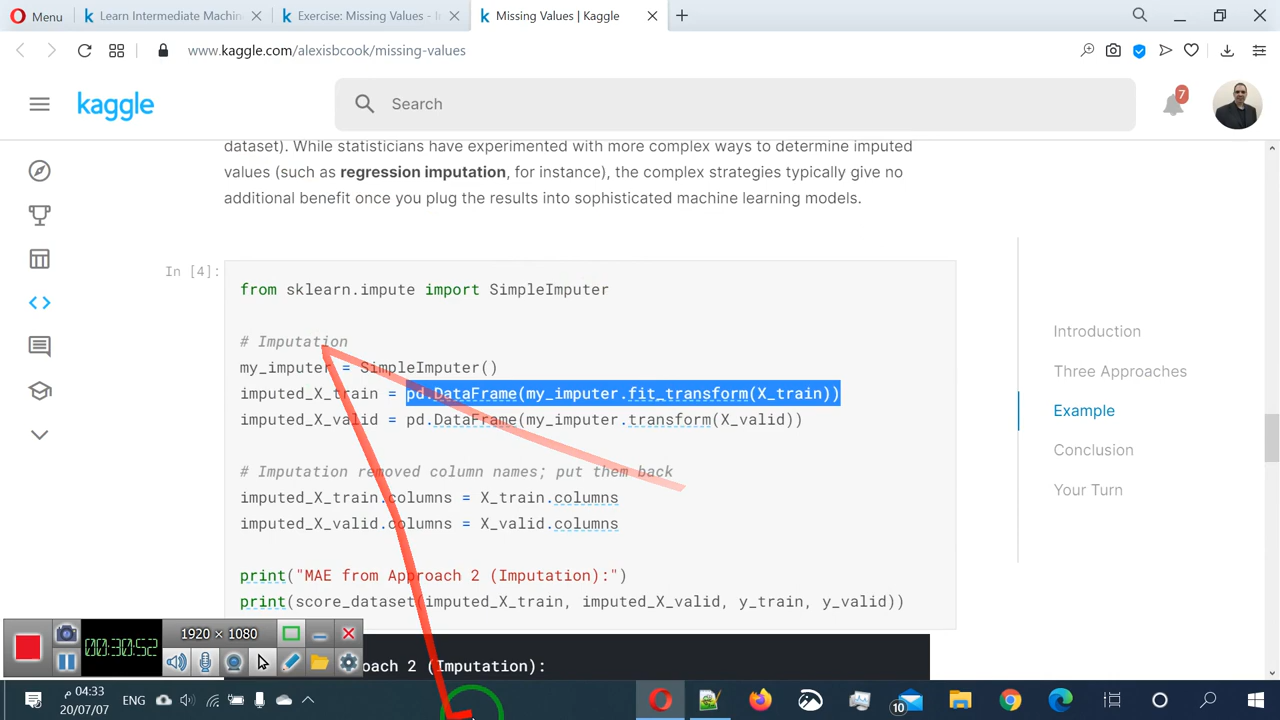 Menu
Learn Intermediate Machin
Exercise: Missing Values - In
Missing Values | Kaggle
www.kaggle.com/alexisbcook/missing-values
kaggle
Search
7
dataset). While statisticians have experimented with more complex ways to determine imputed
values (such as regression imputation, for instance), the complex strategies typically give no
additional benefit once you plug the results into sophisticated machine learning models.
In [4]:
from sklearn.impute import SimpleImputer
# Imputation
my_imputer = SimpleImputer()
imputed_X_train = pd.DataFrame(my_imputer.fit_transform(X_train))
imputed_X_valid = pd.DataFrame(my_imputer.transform(X_valid))
# Imputation removed column names; put them back
imputed_X_train.columns = X_train.columns
imputed_X_valid.columns = X_valid.columns
print("MAE from Approach 2 (Imputation):")
print(score_dataset(imputed_X_train, imputed_X_valid, y_train, y_valid))
oach 2 (Imputation):
Introduction
Three Approaches
Example
Conclusion
Your Turn
00:30:52
1920 × 1080
04:33 م
20/07/07
ENG
10